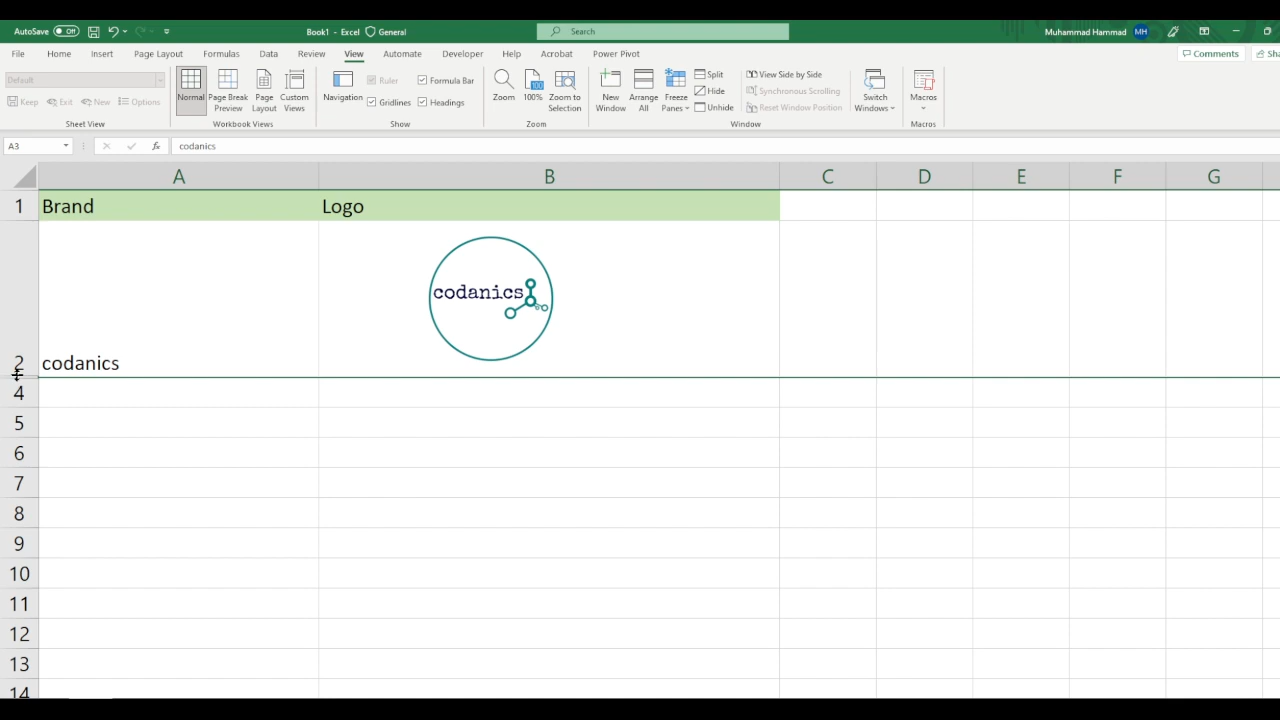 AutoSave Off Book1 - Excel General Search Muhammad Hammad MH
File Home Insert Page Layout Formulas Data Review View Automate Developer Help Acrobat Power Pivot Comments
Default
Keep Exit New Options
Sheet View
Normal
Page Break Preview
Page Layout
Custom Views
Workbook Views
Navigation
Ruler Formula Bar
Gridlines Headings
Show
Zoom
100 100%
Zoom to Selection
Zoom
New Window
Arrange All
Freeze Panes
Split
Hide
Unhide
View Side by Side
Synchronous Scrolling
Reset Window Position
Window
Switch Windows
Macros
Macros
A3 fx codanics
A B C D E F G
1 Brand Logo
codanics
2 codanics
4
5
6
7
8
9
10
11
12
13
14